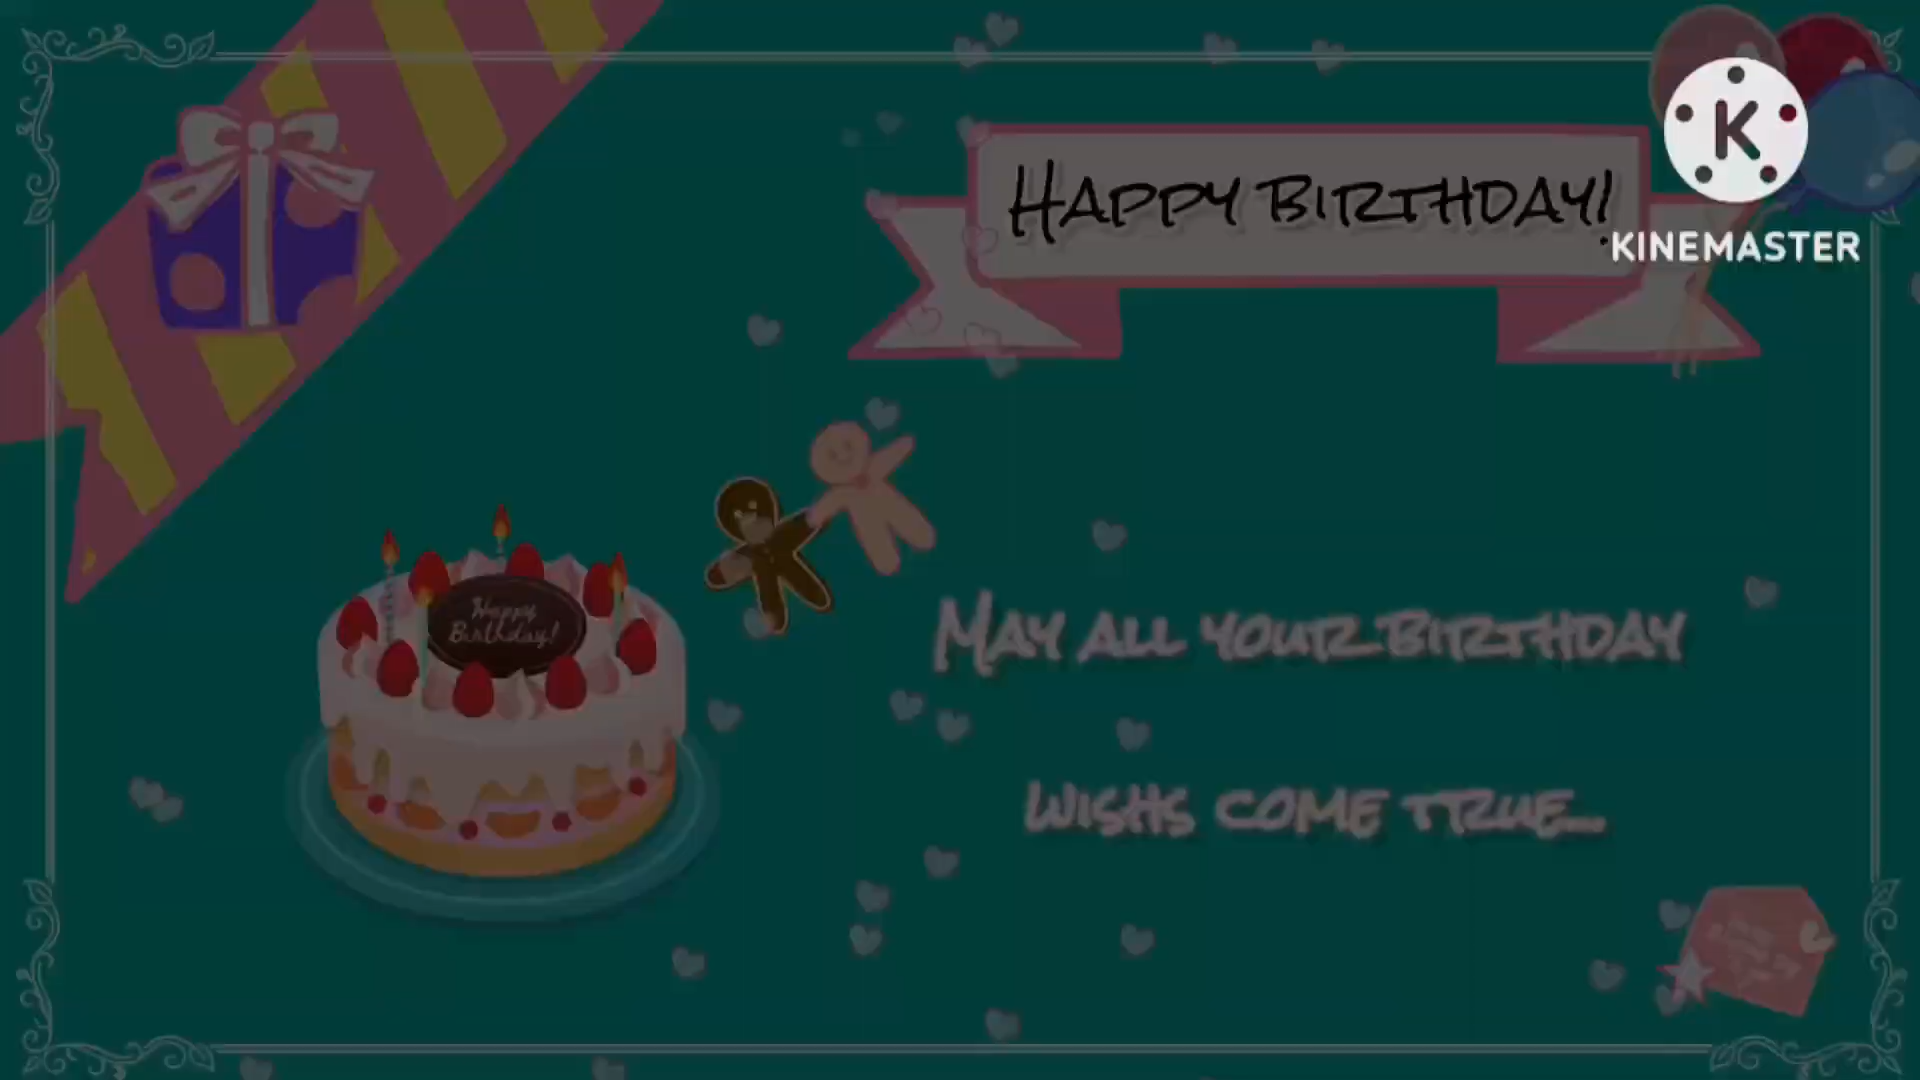 HAPPY BIRTHDAY!
K
KINEMASTER
Happy
Birthday!
MAY ALL YOUR BIRTHDAY
WISHS COME TRUE...